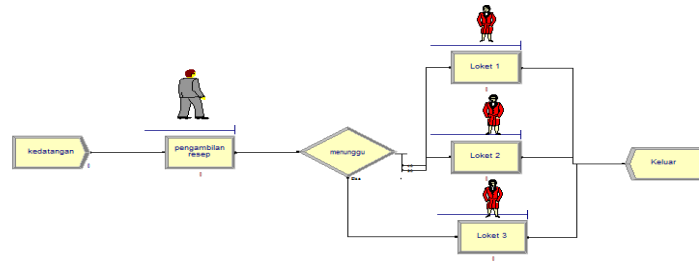 kedatangan
pengambilan
resep
menunggu
Loket 1
Loket 2
Loket 3
Keluar